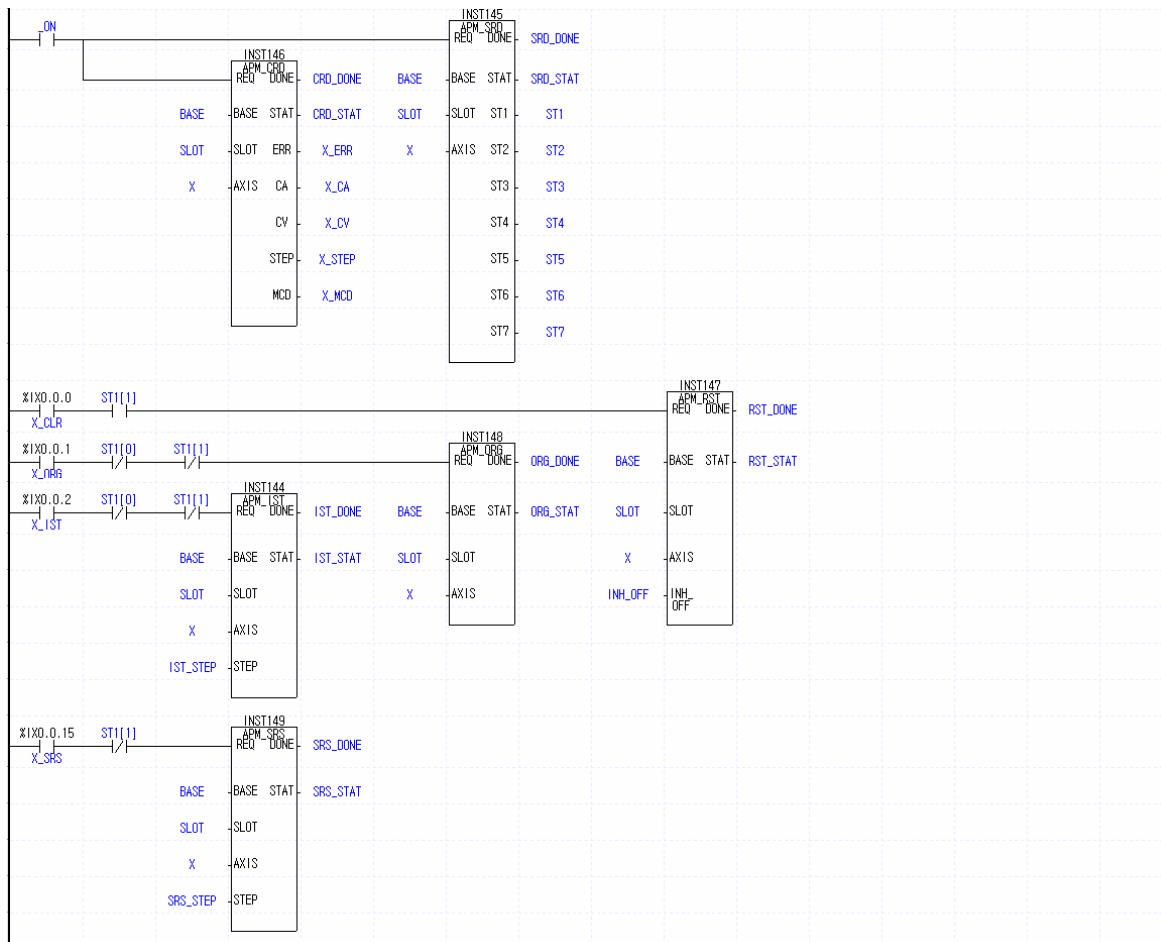 _ON
INST145
APM_SRD
REQ DONE SRD_DONE
INST146
APM_CRD
REQ DONE CRD_DONE BASE BASE STAT SRD_STAT
BASE BASE STAT CRD_STAT SLOT SLOT ST1 ST1
SLOT SLOT ERR X_ERR X AXIS ST2 ST2
X AXIS CA X_CA ST3 ST3
CV X_CV ST4 ST4
STEP X_STEP ST5 ST5
MCD X_MCD ST6 ST6
ST7 ST7
INST147
APM_RST
%IX0.0.0 ST1[1]
REQ DONE RST_DONE
X_CLR
INST148
APM_ORG
%IX0.0.1 ST1[0] ST1[1]
REQ DONE ORG_DONE BASE BASE STAT RST_STAT
X_ORG
INST144
APM_IST
%IX0.0.2 ST1[0] ST1[1]
REQ DONE IST_DONE BASE BASE STAT ORG_STAT SLOT SLOT
X_IST
BASE BASE STAT IST_STAT SLOT SLOT X AXIS
SLOT SLOT X AXIS INH_OFF INH_
OFF
X AXIS
IST_STEP STEP
INST149
APM_SRS
%IX0.0.15 ST1[1]
REQ DONE SRS_DONE
X_SRS
BASE BASE STAT SRS_STAT
SLOT SLOT
X AXIS
SRS_STEP STEP